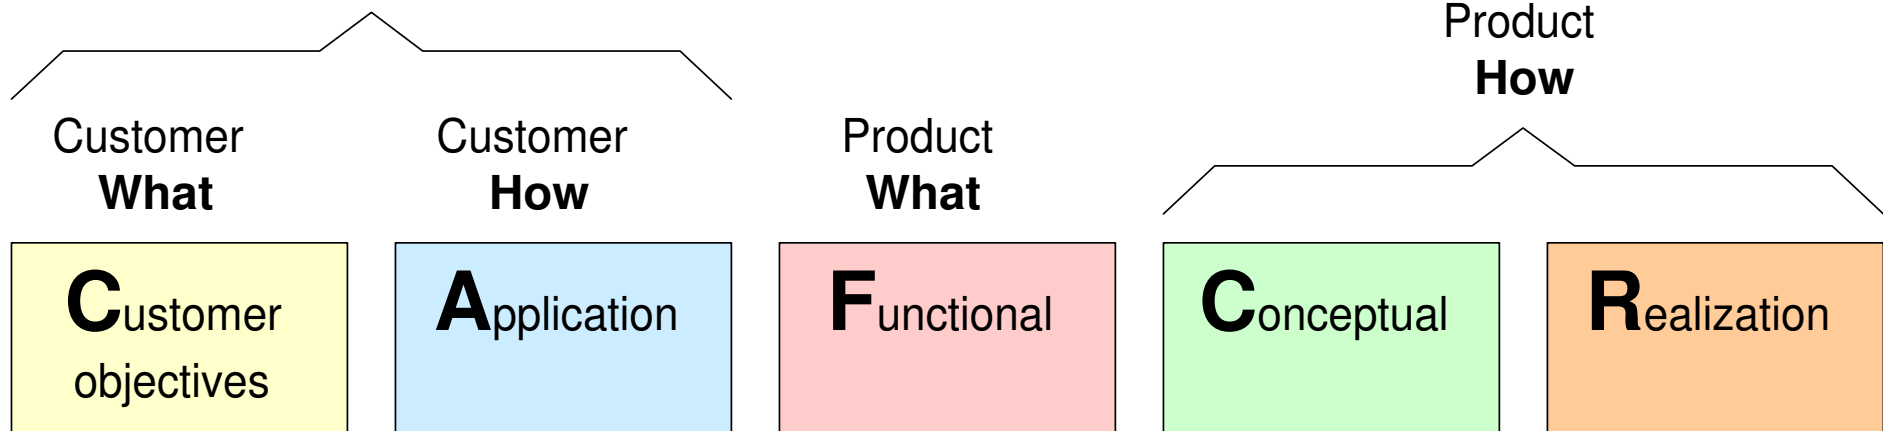 Product
How
Customer
What
Customer
How
Product
What
Customer
objectives
Application
Functional
Conceptual
Realization